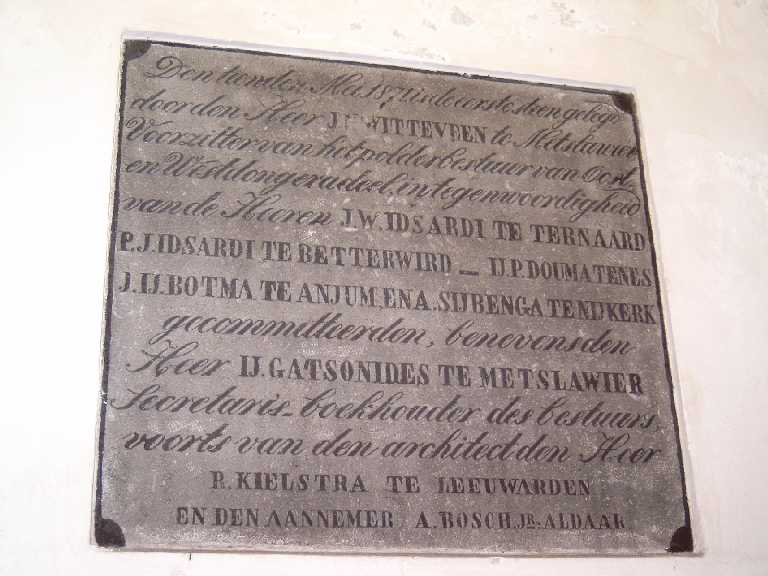 Den tienden Mei 1871 is de eerste steen gelegd
door den Heer J. WITTEVEEN te Metslawier
Voorzitter van het polderbestuur van Oost
en Westdongeradeel, in tegenwoordigheid
van de Heeren J.W. IDSARDI TE TERNAARD
P.J. IDSARDI TE BETTERWIRD _ IJ.P. DOUMA TE NES
J.IJ. BOTMA TE ANJUM, EN A. SIJBENGA TE NIJKERK
gecommitteerden, benevens den
Heer IJ. GATSONIDES TE METSLAWIER
Secretaris-boekhouder des bestuurs
voorts van den architect den Heer
R. KIELSTRA TE LEEUWARDEN
EN DEN AANNEMER A. BOSCH JR. ALDAAR